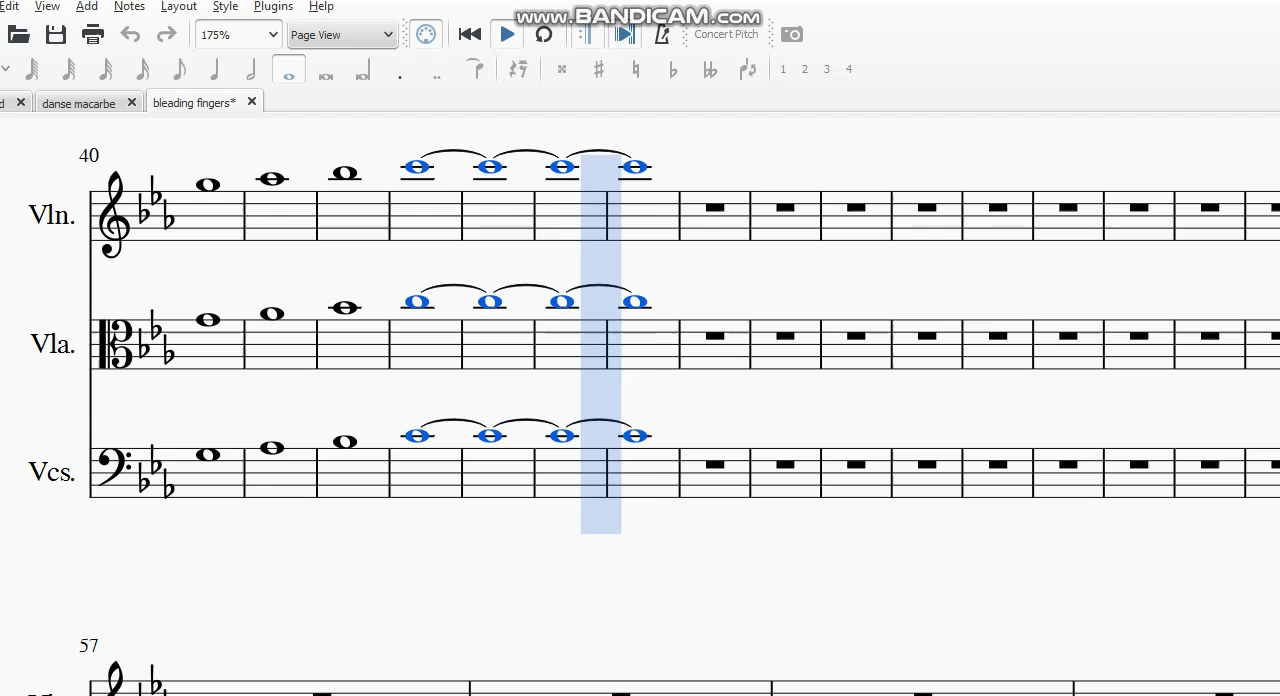 Edit View Add Notes Layout Style Plugins Help
www.BANDICAM.com
175% Page View Concert Pitch
1 2 3 4
d danse macarbe bleading fingers*
40
Vln.
Vla.
Vcs.
57